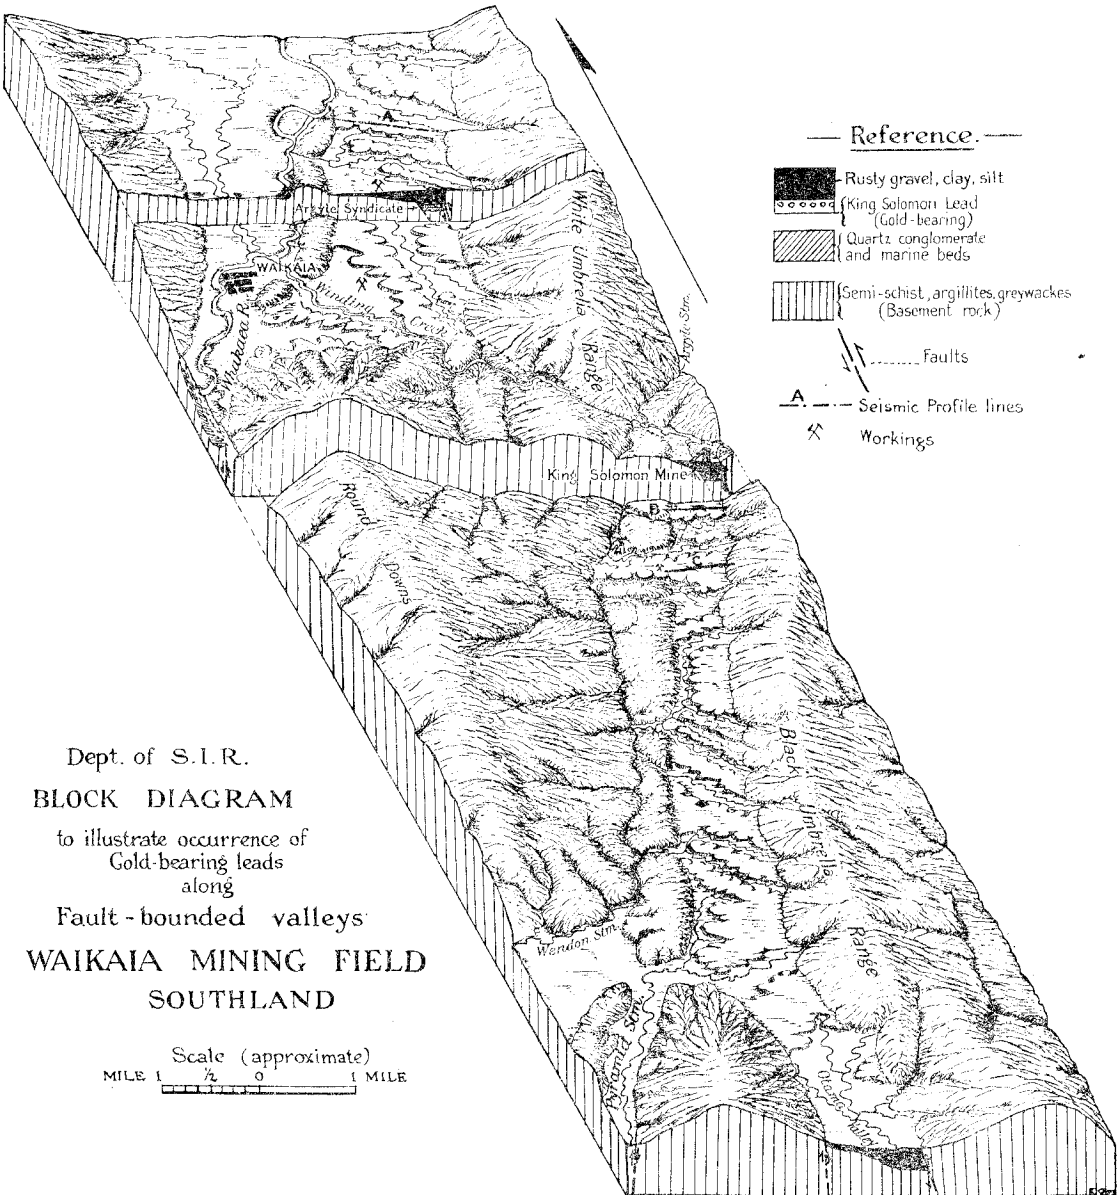 A
Argyle Syndicate
WAIKAIA
Winding
Creek
Waikaea R.
White Umbrella
Range
Argyle Stm.
King Solomon Mine
B
C
Round
Downs
Black
Umbrella
Range
Wendon Stm.
Valley
— Reference. —
Rusty gravel, clay, silt
King Solomon Lead
(Gold-bearing)
Quartz conglomerate
and marine beds
Semi-schist, argillites, greywackes
(Basement rock)
Faults
A
Seismic Profile lines
Workings
Dept. of S.I.R.
BLOCK DIAGRAM
to illustrate occurrence of
Gold-bearing leads
along
Fault-bounded valleys
WAIKAIA MINING FIELD
SOUTHLAND
Scale (approximate)
MILE 1 ½ 0 1 MILE